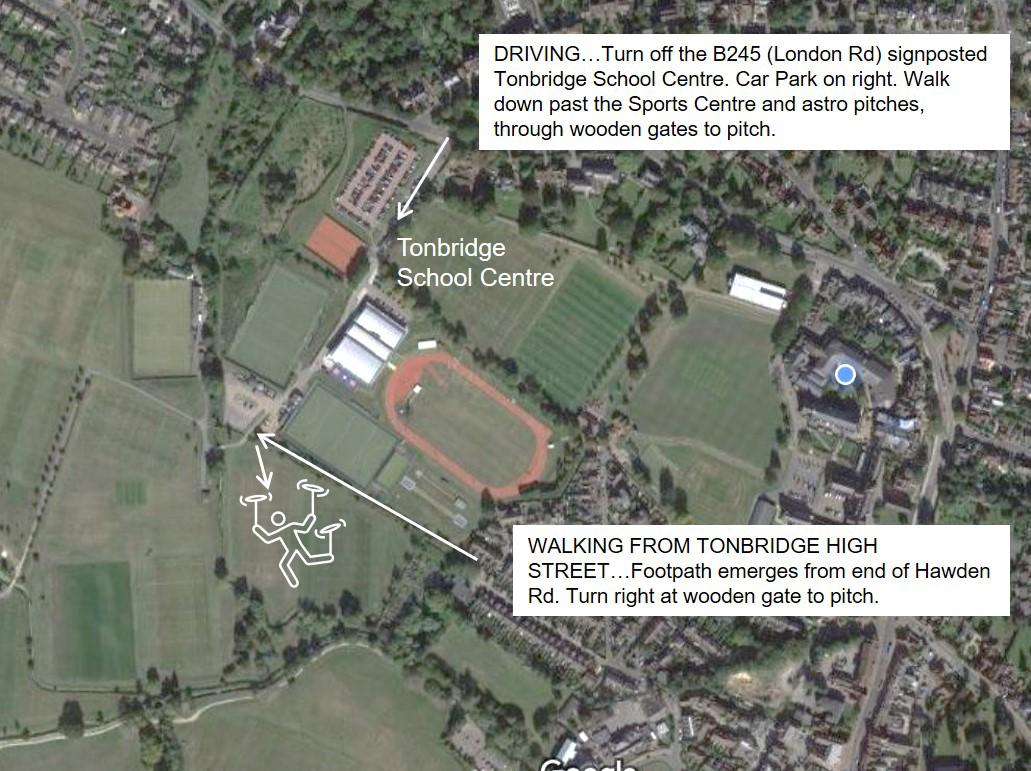 DRIVING…Turn off the B245 (London Rd) signposted
Tonbridge School Centre. Car Park on right. Walk
down past the Sports Centre and astro pitches,
through wooden gates to pitch.
Tonbridge
School Centre
WALKING FROM TONBRIDGE HIGH
STREET…Footpath emerges from end of Hawden
Rd. Turn right at wooden gate to pitch.
Google